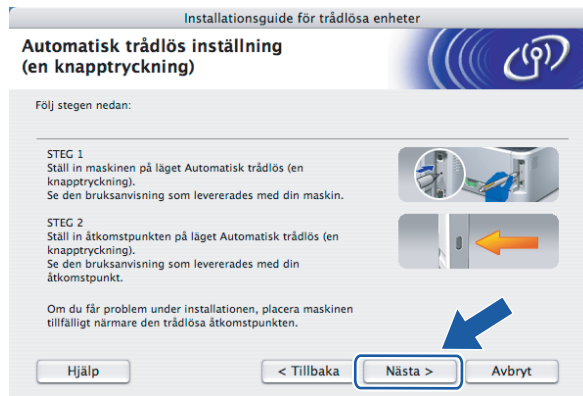 Installationsguide för trådlösa enheter
Automatisk trådlös inställning
(en knapptryckning)
Följ stegen nedan:
STEG 1
Ställ in maskinen på läget Automatisk trådlös (en
knapptryckning).
Se den bruksanvisning som levererades med din maskin.
STEG 2
Ställ in åtkomstpunkten på läget Automatisk trådlös (en
knapptryckning).
Se den bruksanvisning som levererades med din
åtkomstpunkt.
Om du får problem under installationen, placera maskinen
tillfälligt närmare den trådlösa åtkomstpunkten.
Hjälp < Tillbaka Nästa > Avbryt